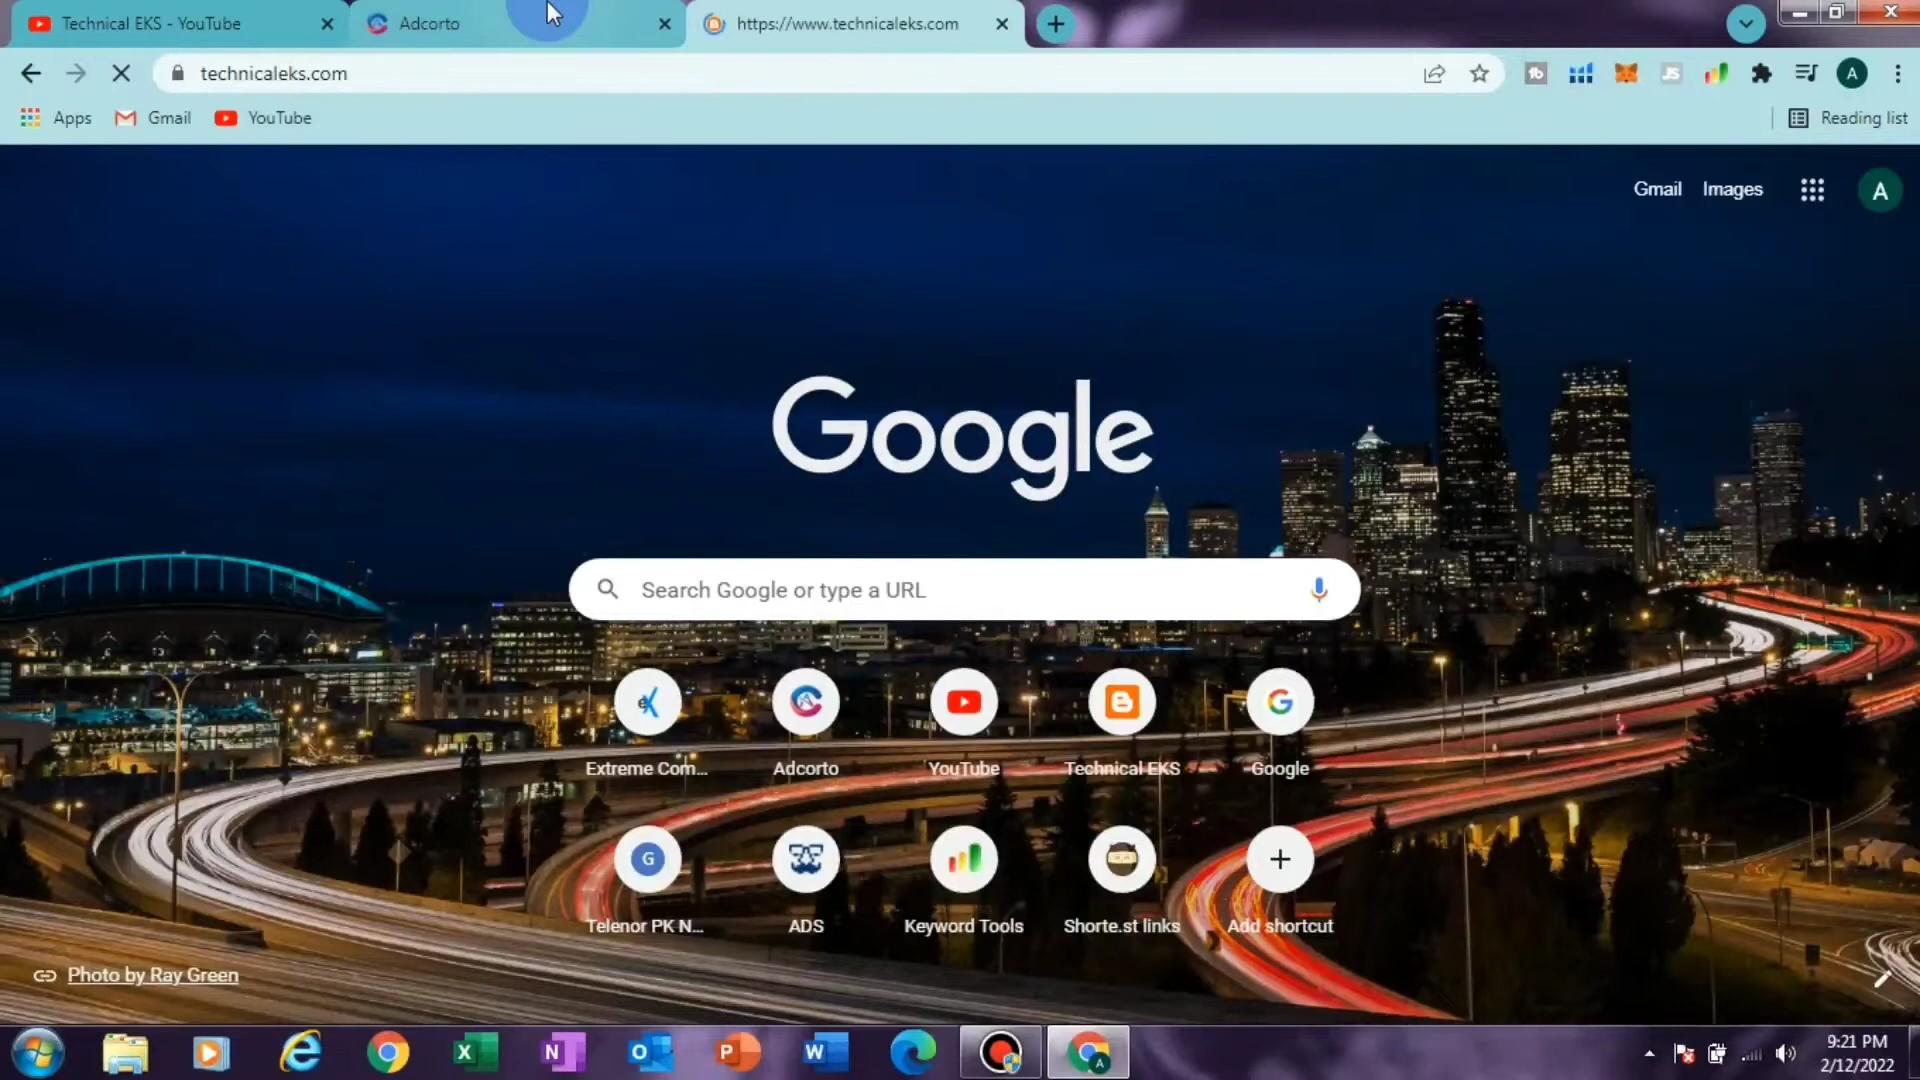 Technical EKS - YouTube
Adcorto
https://www.technicaleks.com
technicaleks.com
Apps
Gmail
YouTube
Reading list
Gmail
Images
A
A
Google
Search Google or type a URL
Extreme Com...
Adcorto
YouTube
Technical EKS
Google
G
Telenor PK N...
ADS
Keyword Tools
Shorte.st links
Add shortcut
Photo by Ray Green
9:21 PM
2/12/2022